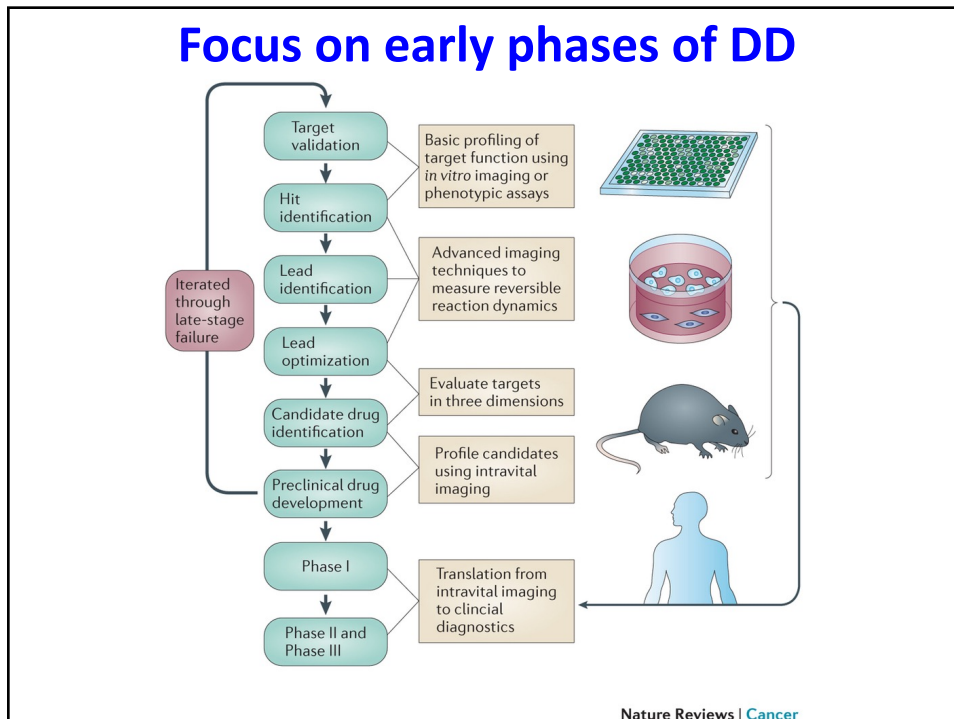 Focus on early phases of DD
Target
validation
Hit
identification
Lead
identification
Lead
optimization
Candidate drug
identification
Preclinical drug
development
Phase I
Phase II and
Phase III
Iterated
through
late-stage
failure
Basic profiling of
target function using
in vitro imaging or
phenotypic assays
Advanced imaging
techniques to
measure reversible
reaction dynamics
Evaluate targets
in three dimensions
Profile candidates
using intravital
imaging
Translation from
intravital imaging
to clincial
diagnostics
Nature Reviews | Cancer